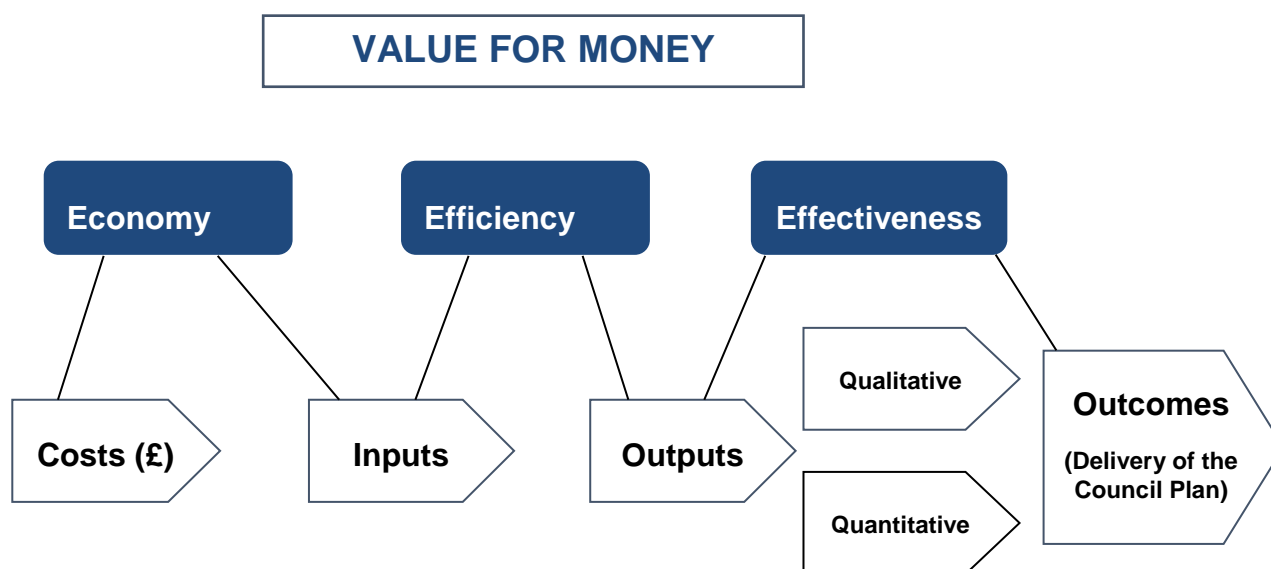 VALUE FOR MONEY
Economy
Efficiency
Effectiveness
Costs (£)
Inputs
Outputs
Qualitative
Quantitative
Outcomes
(Delivery of the
Council Plan)